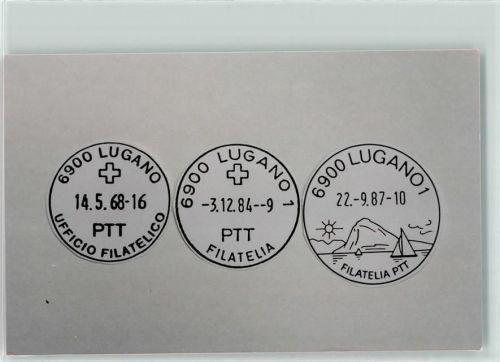 6900 LUGANO
14.5.68-16
PTT
UFFICIO FILATELICO
6900 LUGANO 1
-3.12.84--9
PTT
FILATELIA
6900 LUGANO 1
22.-9.87-10
FILATELIA PTT